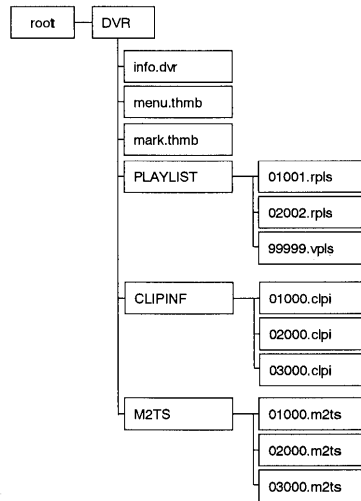 root
DVR
info.dvr
menu.thmb
mark.thmb
PLAYLIST
01001.rpls
02002.rpls
99999.vpls
CLIPINF
01000.clpi
02000.clpi
03000.clpi
M2TS
01000.m2ts
02000.m2ts
03000.m2ts